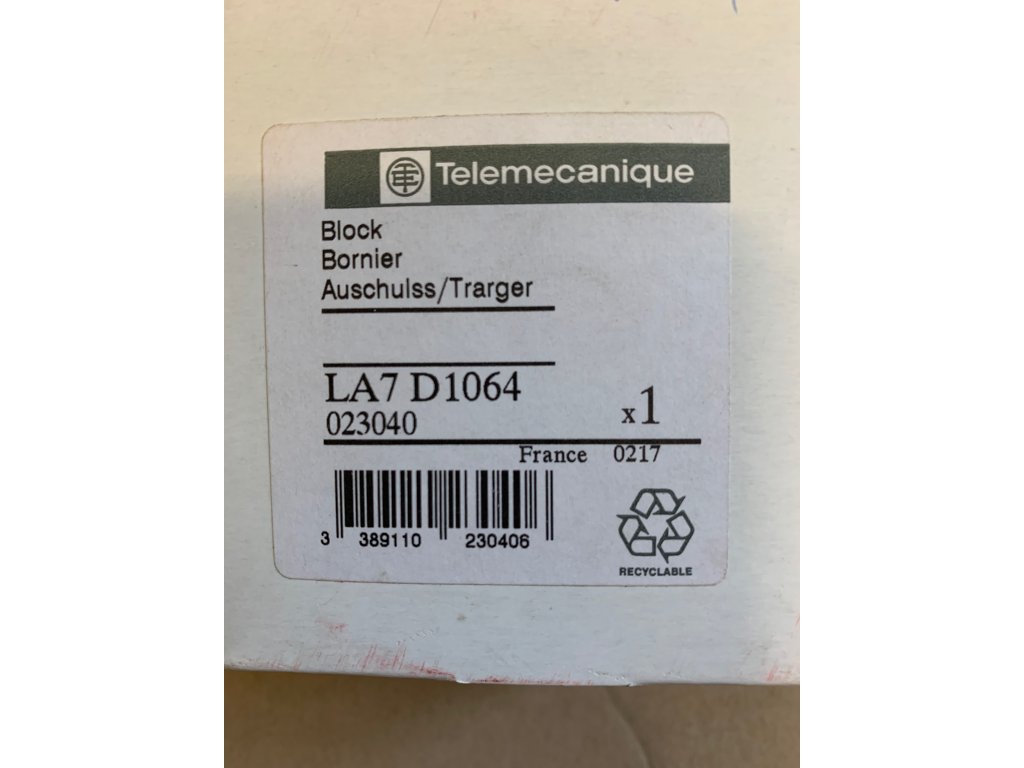 Telemecanique
Block
Bornier
Auschulss/Trarger
LA7 D1064
023040
x1
France 0217
3 389110 230406
RECYCLABLE